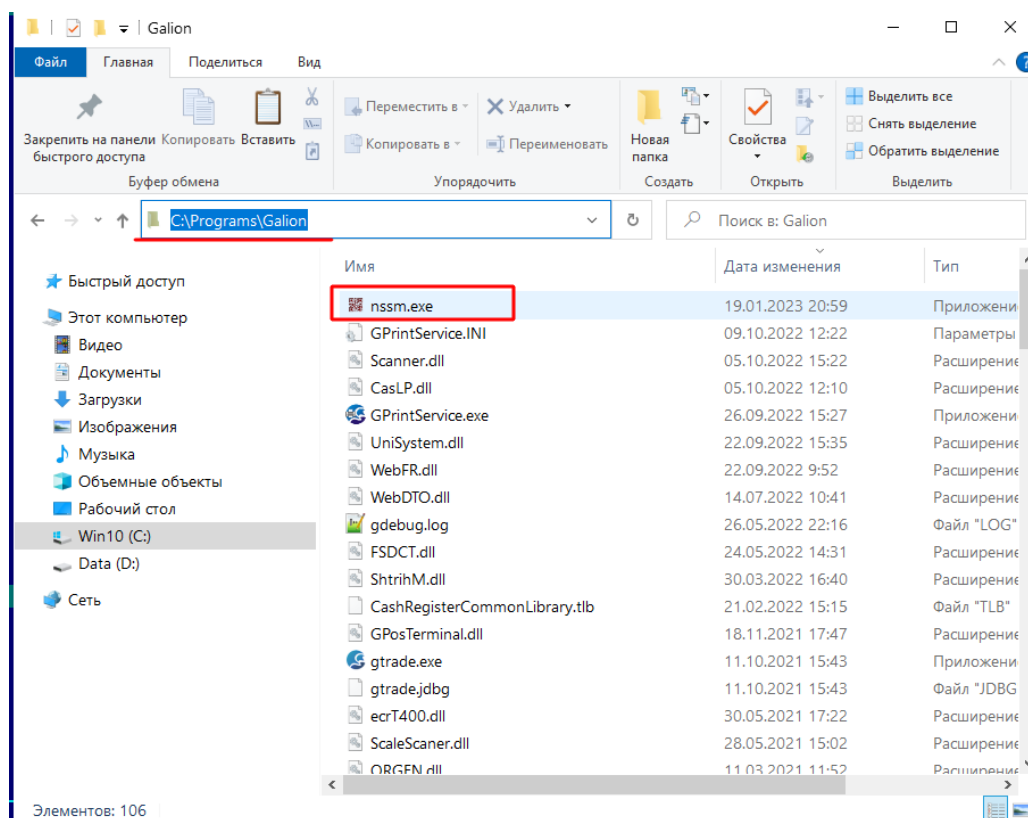 Galion
Файл Главная Поделиться Вид
Закрепить на панели быстрого доступа
Копировать
Вставить
Переместить в
Копировать в
Удалить
Переименовать
Новая папка
Свойства
Выделить все
Снять выделение
Обратить выделение
Буфер обмена Упорядочить Создать Открыть Выделить
C:\Programs\Galion
Поиск в: Galion
Быстрый доступ
Этот компьютер
Видео
Документы
Загрузки
Изображения
Музыка
Объемные объекты
Рабочий стол
Win10 (C:)
Data (D:)
Сеть
Имя Дата изменения Тип
nssm.exe 19.01.2023 20:59 Приложени
GPrintService.INI 09.10.2022 12:22 Параметры
Scanner.dll 05.10.2022 15:22 Расширение
CasLP.dll 05.10.2022 12:10 Расширение
GPrintService.exe 26.09.2022 15:27 Приложени
UniSystem.dll 22.09.2022 15:35 Расширение
WebFR.dll 22.09.2022 9:52 Расширение
WebDTO.dll 14.07.2022 10:41 Расширение
gdebug.log 26.05.2022 22:16 Файл "LOG"
FSDCT.dll 24.05.2022 14:31 Расширение
ShtrihM.dll 30.03.2022 16:40 Расширение
CashRegisterCommonLibrary.tlb 21.02.2022 15:15 Файл "TLB"
GPosTerminal.dll 18.11.2021 17:47 Расширение
gtrade.exe 11.10.2021 15:43 Приложени
gtrade.jdbg 11.10.2021 15:43 Файл "JDBG
ecrT400.dll 30.05.2021 17:22 Расширение
ScaleScaner.dll 28.05.2021 15:02 Расширение
ORGEN.dll 11.03.2021 11:52 Расширение
Элементов: 106